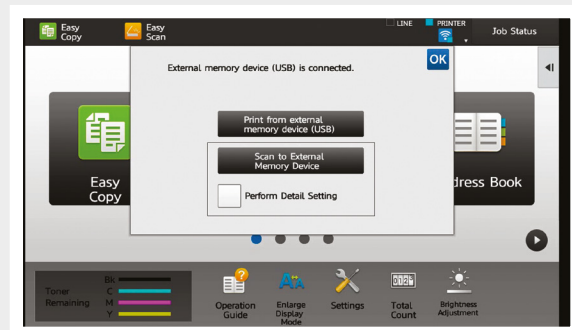 Easy
Copy
Easy
Scan
LINE
PRINTER
Job Status
External memory device (USB) is connected.
OK
Print from external
memory device (USB)
Scan to External
Memory Device
Perform Detail Setting
Easy
Copy
dress Book
Toner
Remaining
Bk
C
M
Y
Operation
Guide
Enlarge
Display
Mode
Settings
Total
Count
Brightness
Adjustment